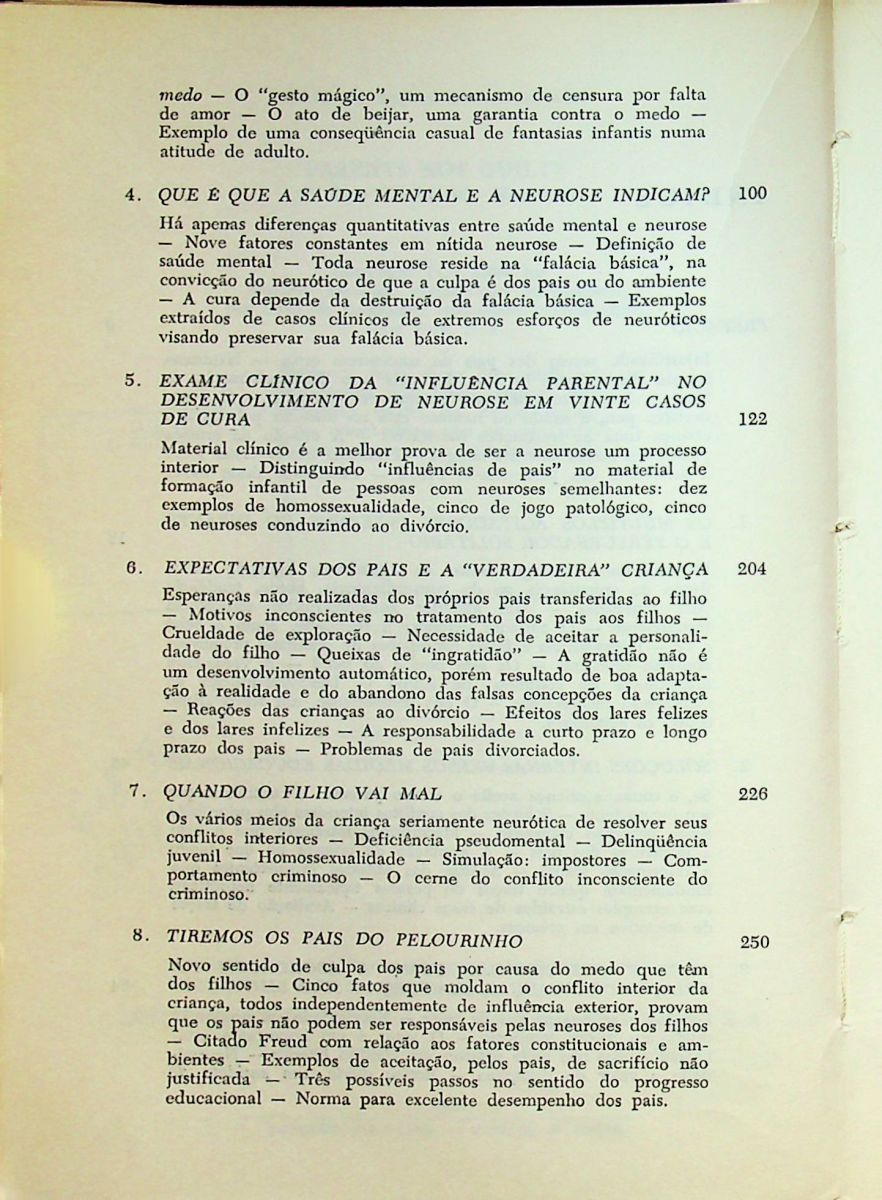 medo — O “gesto mágico”, um mecanismo de censura por falta
de amor — O ato de beijar, uma garantia contra o medo —
Exemplo de uma conseqüência casual de fantasias infantis numa
atitude de adulto.
4. QUE É QUE A SAÚDE MENTAL E A NEUROSE INDICAM? 100
Há apenas diferenças quantitativas entre saúde mental e neurose
— Nove fatores constantes em nítida neurose — Definição de
saúde mental — Toda neurose reside na “falácia básica”, na
convicção do neurótico de que a culpa é dos pais ou do ambiente
— A cura depende da destruição da falácia básica — Exemplos
extraídos de casos clínicos de extremos esforços de neuróticos
visando preservar sua falácia básica.
5. EXAME CLÍNICO DA “INFLUÊNCIA PARENTAL” NO
DESENVOLVIMENTO DE NEUROSE EM VINTE CASOS
DE CURA 122
Material clínico é a melhor prova de ser a neurose um processo
interior — Distinguindo “influências de pais” no material de
formação infantil de pessoas com neuroses semelhantes: dez
exemplos de homossexualidade, cinco de jogo patológico, cinco
de neuroses conduzindo ao divórcio.
6. EXPECTATIVAS DOS PAIS E A “VERDADEIRA” CRIANÇA 204
Esperanças não realizadas dos próprios pais transferidas ao filho
— Motivos inconscientes no tratamento dos pais aos filhos —
Crueldade de exploração — Necessidade de aceitar a personali-
dade do filho — Queixas de “ingratidão” — A gratidão não é
um desenvolvimento automático, porém resultado de boa adapta-
ção à realidade e do abandono das falsas concepções da criança
— Reações das crianças ao divórcio — Efeitos dos lares felizes
e dos lares infelizes — A responsabilidade a curto prazo e longo
prazo dos pais — Problemas de pais divorciados.
7. QUANDO O FILHO VAI MAL 226
Os vários meios da criança seriamente neurótica de resolver seus
conflitos interiores — Deficiência pseudomental — Delinqüência
juvenil — Homossexualidade — Simulação: impostores — Com-
portamento criminoso — O cerne do conflito inconsciente do
criminoso.
8. TIREMOS OS PAIS DO PELOURINHO 250
Novo sentido de culpa dos pais por causa do medo que têm
dos filhos — Cinco fatos que moldam o conflito interior da
criança, todos independentemente de influência exterior, provam
que os pais não podem ser responsáveis pelas neuroses dos filhos
— Citado Freud com relação aos fatores constitucionais e am-
bientes — Exemplos de aceitação, pelos pais, de sacrifício não
justificada — Três possíveis passos no sentido do progresso
educacional — Norma para excelente desempenho dos pais.